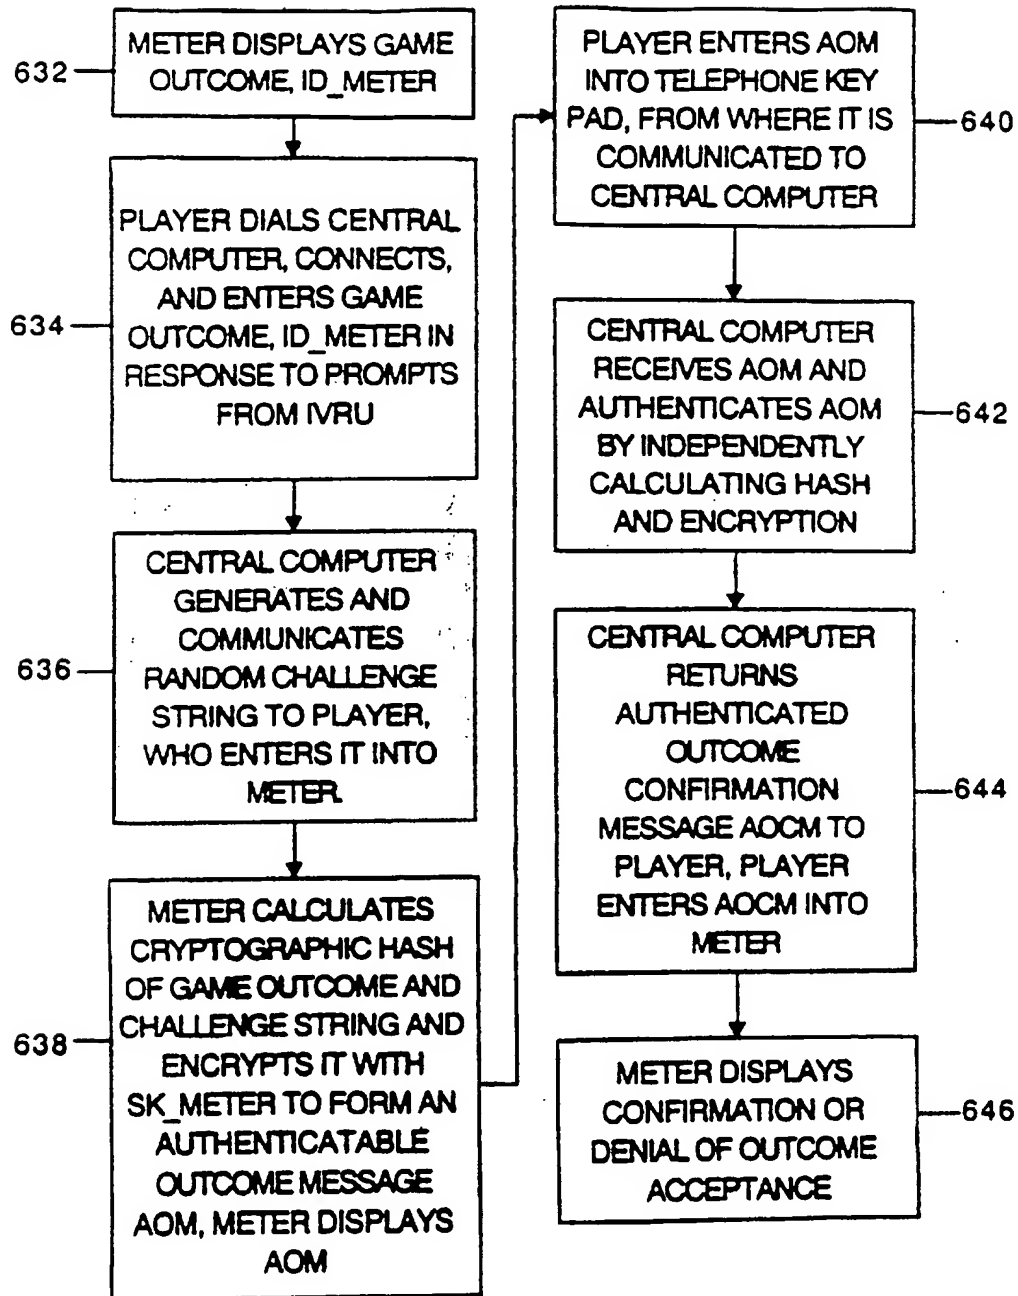 632
METER DISPLAYS GAME
OUTCOME, ID_METER
634
PLAYER DIALS CENTRAL
COMPUTER, CONNECTS,
AND ENTERS GAME
OUTCOME, ID_METER IN
RESPONSE TO PROMPTS
FROM IVRU
636
CENTRAL COMPUTER
GENERATES AND
COMMUNICATES
RANDOM CHALLENGE
STRING TO PLAYER,
WHO ENTERS IT INTO
METER.
638
METER CALCULATES
CRYPTOGRAPHIC HASH
OF GAME OUTCOME AND
CHALLENGE STRING AND
ENCRYPTS IT WITH
SK_METER TO FORM AN
AUTHENTICATABLE
OUTCOME MESSAGE
AOM, METER DISPLAYS
AOM
PLAYER ENTERS AOM
INTO TELEPHONE KEY
PAD, FROM WHERE IT IS
COMMUNICATED TO
CENTRAL COMPUTER
640
CENTRAL COMPUTER
RECEIVES AOM AND
AUTHENTICATES AOM
BY INDEPENDENTLY
CALCULATING HASH
AND ENCRYPTION
642
CENTRAL COMPUTER
RETURNS
AUTHENTICATED
OUTCOME
CONFIRMATION
MESSAGE AOCM TO
PLAYER, PLAYER
ENTERS AOCM INTO
METER
644
METER DISPLAYS
CONFIRMATION OR
DENIAL OF OUTCOME
ACCEPTANCE
646